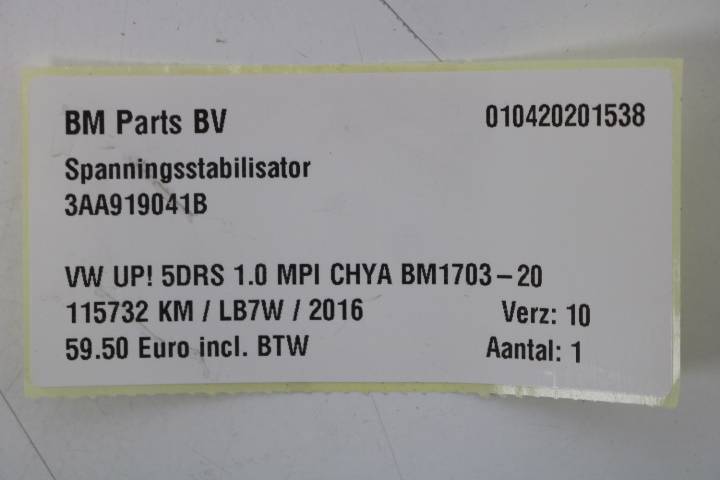 BM Parts BV 010420201538
Spanningsstabilisator
3AA919041B
VW UP! 5DRS 1.0 MPI CHYA BM1703-20
115732 KM / LB7W / 2016 Verz: 10
59.50 Euro incl. BTW Aantal: 1